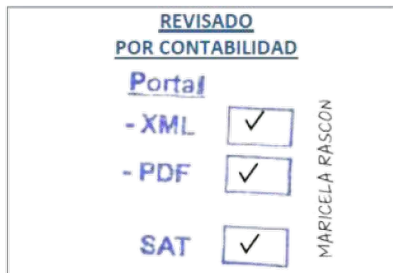 REVISADO
POR CONTABILIDAD
Portal
- XML ✓
- PDF ✓
SAT ✓
MARICELA RASCON